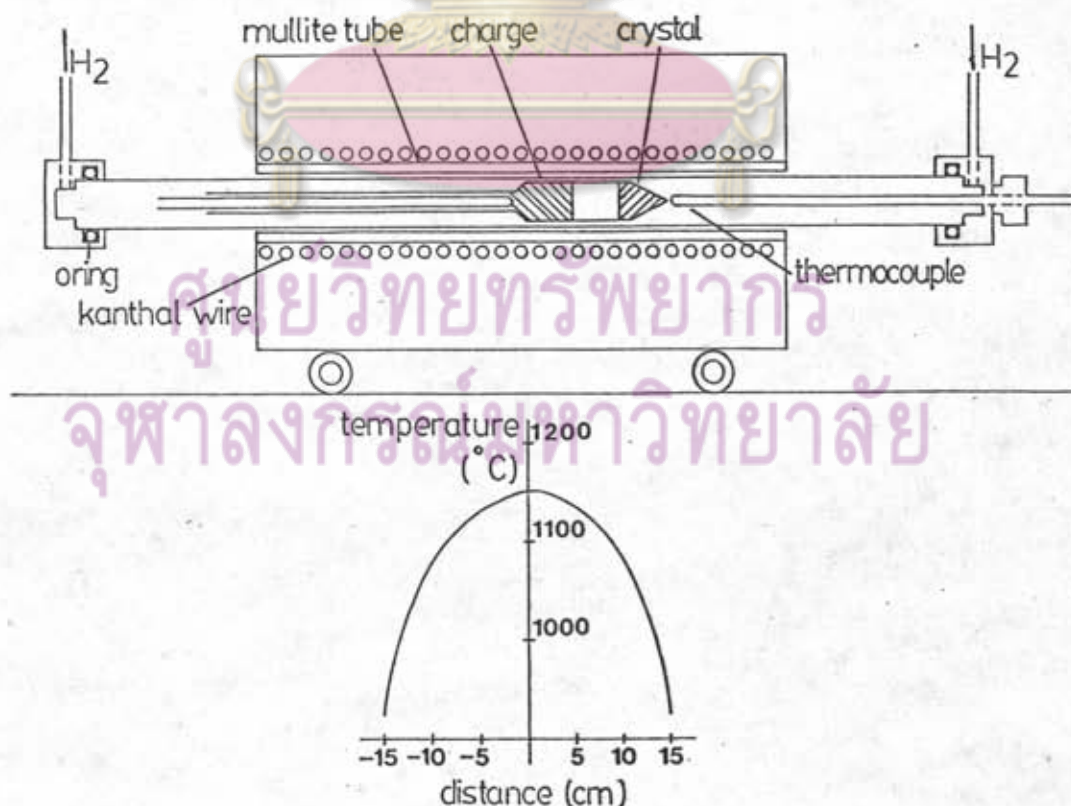 mullite tube charge crystal
H2 H2
oring
thermocouple
kanthal wire
ศูนย์วิทยทรัพยากร
จุฬาลงกรณ์มหาวิทยาลัย
temperature 1200
(°C)
1100
1000
-15 -10 -5 5 10 15
distance (cm)